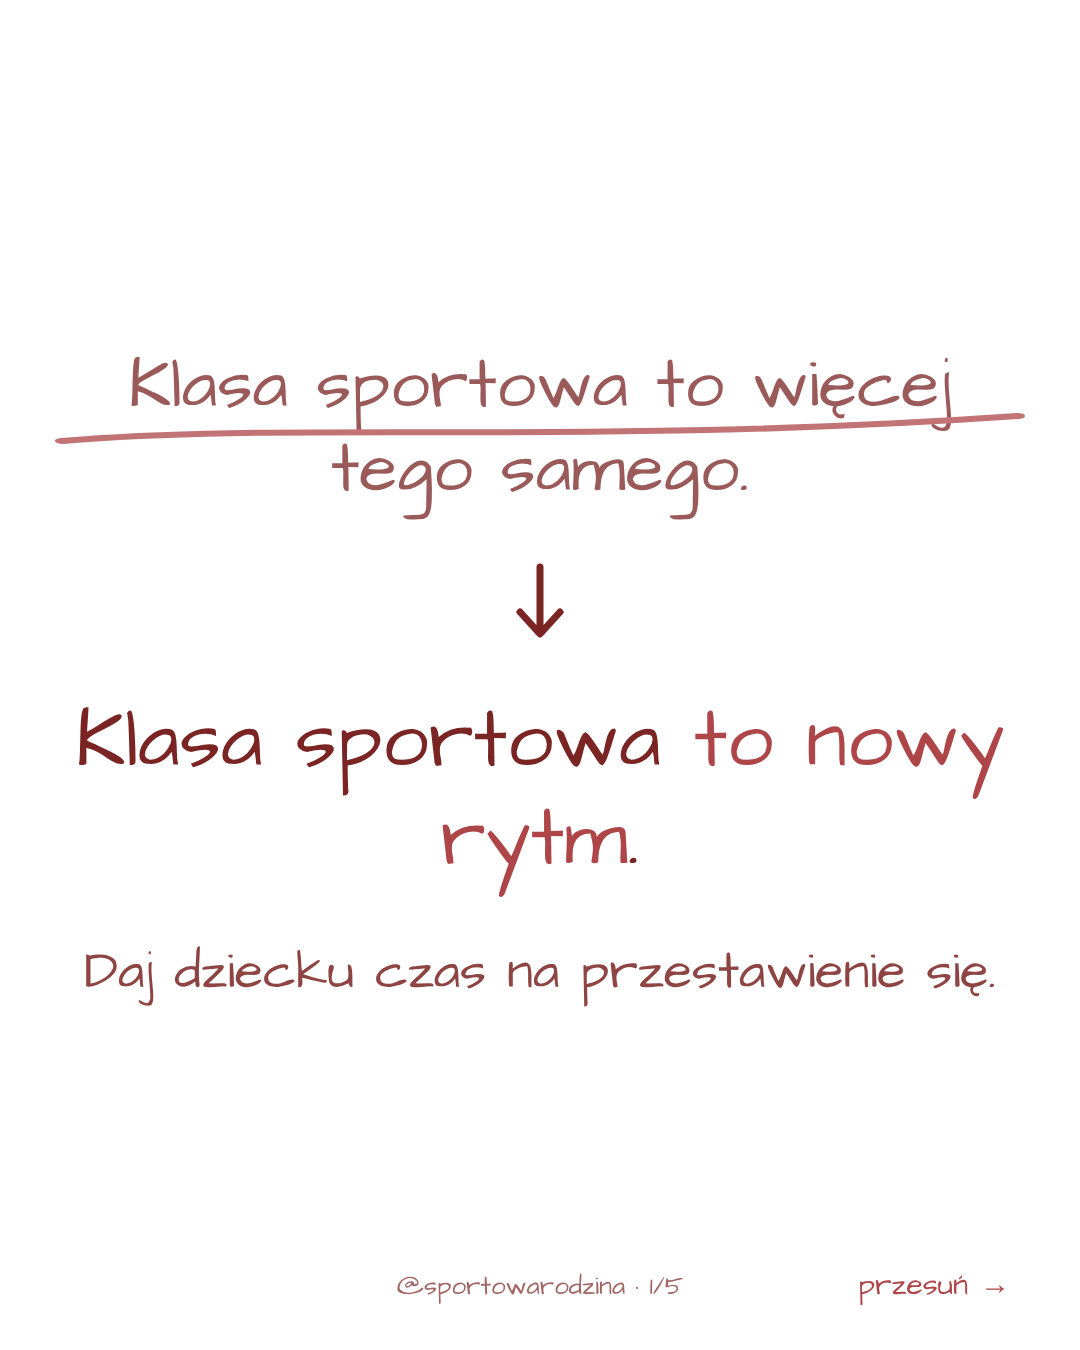 Klasa sportowa to więcej
tego samego.
↓
Klasa sportowa to nowy
rytm.
Daj dziecku czas na przestawienie się.
@sportowarodzina · 1/5
przesuń →